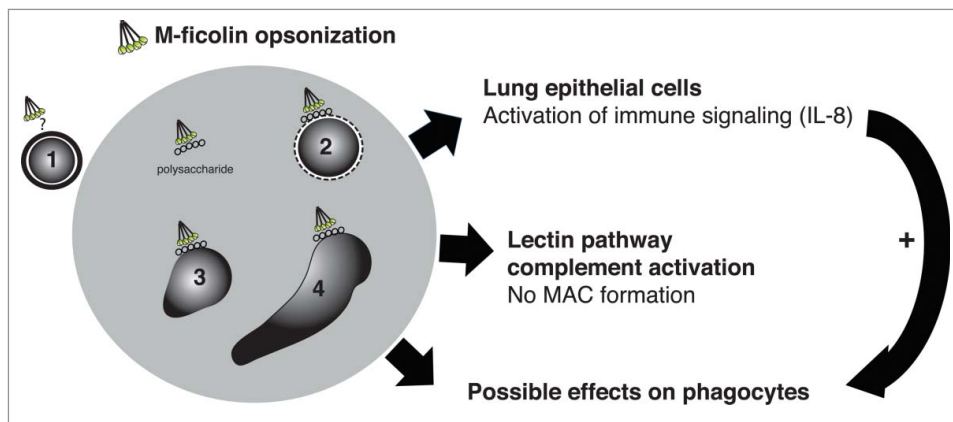 M-ficolin opsonization
?
1
polysaccharide
2
3
4
Lung epithelial cells
Activation of immune signaling (IL-8)
Lectin pathway
complement activation
No MAC formation
+
Possible effects on phagocytes